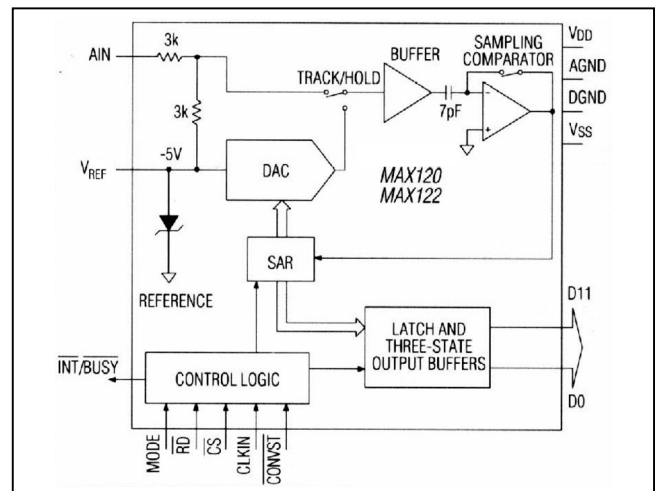 AIN
3k
3k
TRACK/HOLD
BUFFER
7pF
SAMPLING
COMPARATOR
-
+
VDD
AGND
DGND
VSS
VREF
-5V
DAC
MAX120
MAX122
REFERENCE
SAR
LATCH AND
THREE-STATE
OUTPUT BUFFERS
D11
D0
INT/BUSY
CONTROL LOGIC
MODE
RD
CS
CLKIN
CONVST